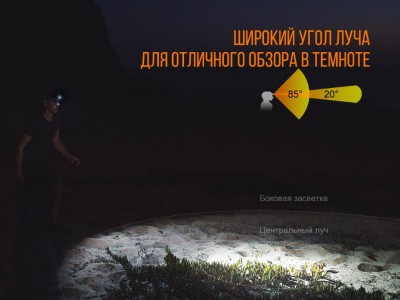 ШИРОКИЙ УГОЛ ЛУЧА
ДЛЯ ОТЛИЧНОГО ОБЗОРА В ТЕМНОТЕ
85° 20°
Боковая засветка
Центральный луч